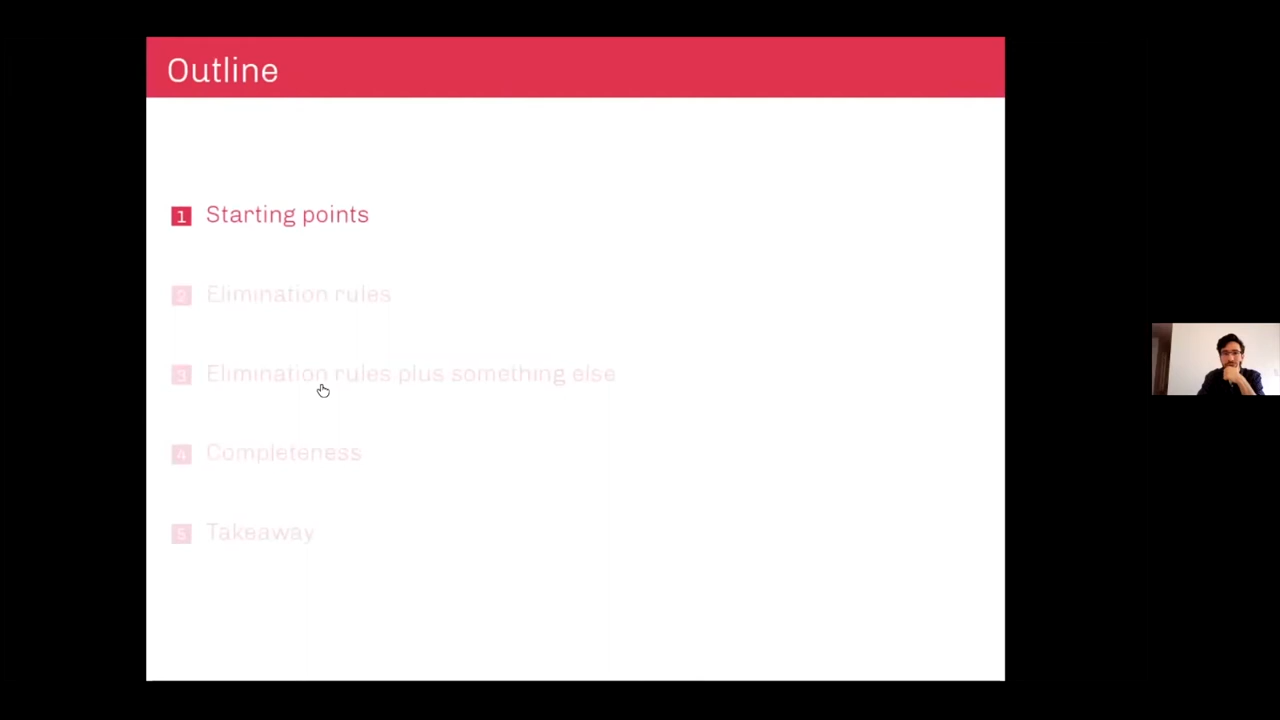 Outline
1 Starting points
2 Elimination rules
3 Elimination rules plus something else
4 Completeness
5 Takeaway